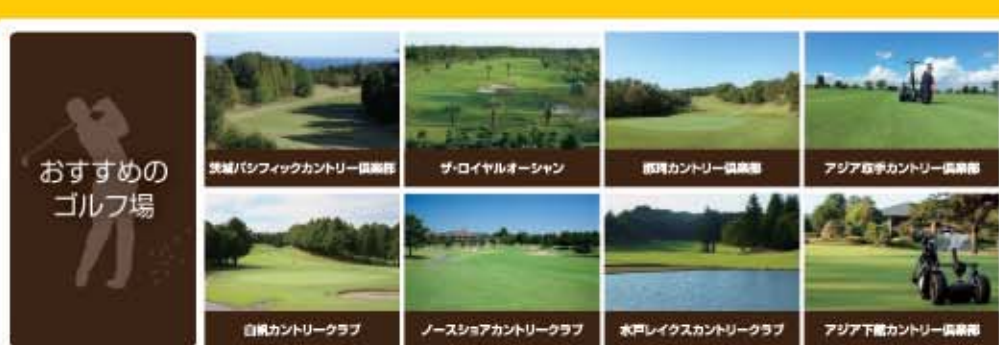 おすすめの
ゴルフ場
茨城パシフィックカントリー倶楽部
ザ・ロイヤルオーシャン
カントリー倶楽部
アジア取手カントリー倶楽部
白帆カントリークラブ
ノースショアカントリークラブ
水戸レイクスカントリークラブ
アジア下館カントリー倶楽部